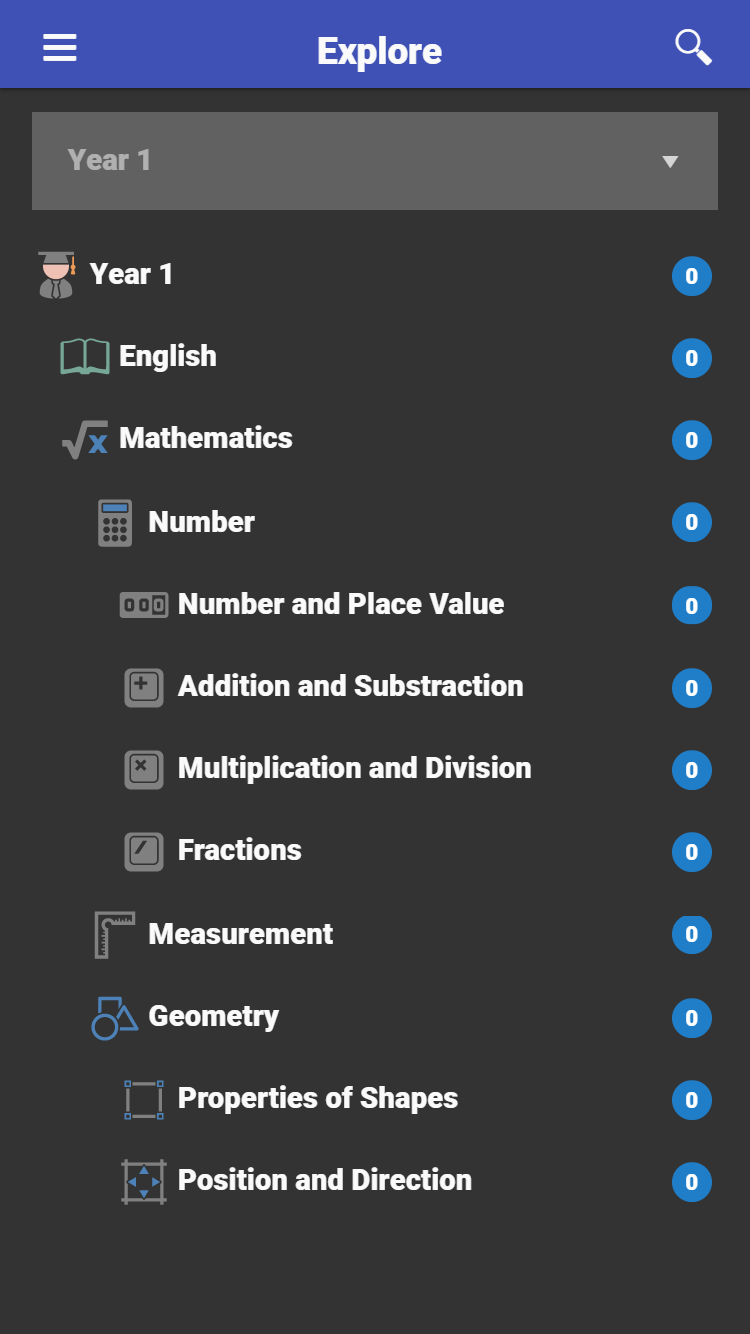 Explore
Year 1
Year 1 0
English 0
Mathematics 0
Number 0
Number and Place Value 0
Addition and Substraction 0
Multiplication and Division 0
Fractions 0
Measurement 0
Geometry 0
Properties of Shapes 0
Position and Direction 0